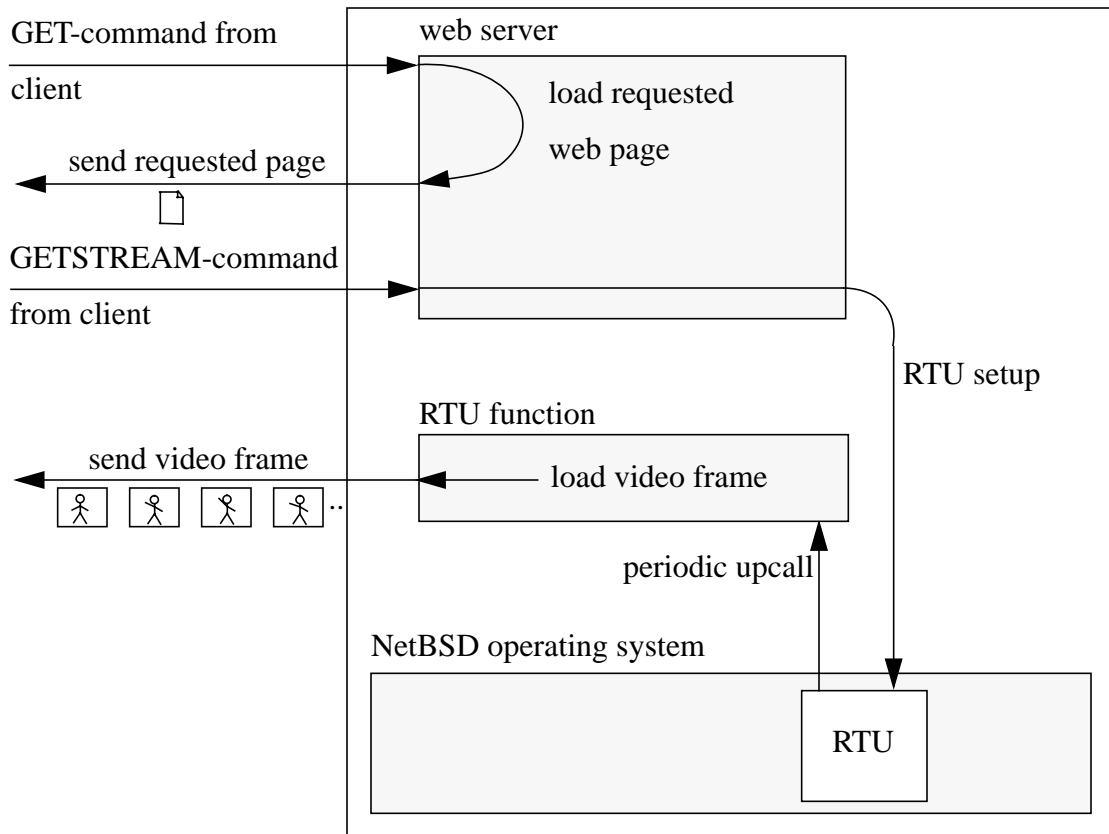 GET-command from
client
web server
load requested
web page
send requested page
GETSTREAM-command
from client
RTU setup
RTU function
send video frame
load video frame
..
periodic upcall
NetBSD operating system
RTU